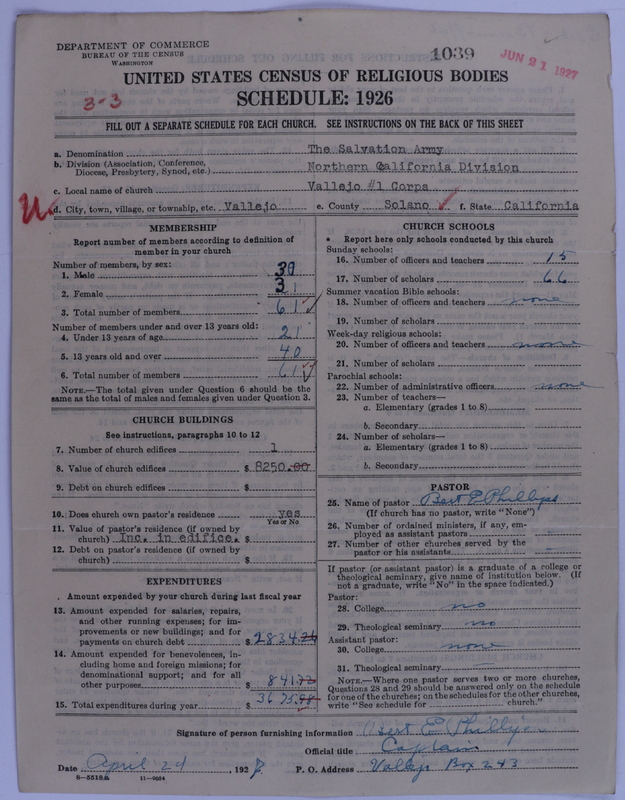 DEPARTMENT OF COMMERCE
BUREAU OF THE CENSUS
WASHINGTON
1039
JUN 21 1927
UNITED STATES CENSUS OF RELIGIOUS BODIES
3-3
SCHEDULE: 1926
FILL OUT A SEPARATE SCHEDULE FOR EACH CHURCH. SEE INSTRUCTIONS ON THE BACK OF THIS SHEET
a. Denomination The Salvation Army
b. Division (Association, Conference, Diocese, Presbytery, Synod, etc.) Northern California Division
c. Local name of church Vallejo #1 Corps
d. City, town, village, or township, etc. Vallejo e. County Solano f. State California
MEMBERSHIP
Report number of members according to definition of
member in your church
Number of members, by sex:
1. Male 30
2. Female 31
3. Total number of members 61
Number of members under and over 13 years old:
4. Under 13 years of age 21
5. 13 years old and over 40
6. Total number of members 61
NOTE.—The total given under Question 6 should be the
same as the total of males and females given under Question 3.
CHURCH BUILDINGS
See instructions, paragraphs 10 to 12
7. Number of church edifices 1
8. Value of church edifices $ 8250.00
9. Debt on church edifices $
10. Does church own pastor's residence? yes
Yes or No
11. Value of pastor's residence (if owned by
church) Inc. in edifice. $
12. Debt on pastor's residence (if owned by
church) $
EXPENDITURES
Amount expended by your church during last fiscal year
13. Amount expended for salaries, repairs,
and other running expenses; for im-
provements or new buildings; and for
payments on church debt $ 2834.26
14. Amount expended for benevolences, in-
cluding home and foreign missions; for
denominational support; and for all
other purposes $ 841.72
15. Total expenditures during year $ 3675.98
CHURCH SCHOOLS
Report here only schools conducted by this church
Sunday schools:
16. Number of officers and teachers 15
17. Number of scholars 66
Summer vacation Bible schools:
18. Number of officers and teachers none
19. Number of scholars
Week-day religious schools:
20. Number of officers and teachers none
21. Number of scholars
Parochial schools:
22. Number of administrative officers none
23. Number of teachers—
a. Elementary (grades 1 to 8)
b. Secondary
24. Number of scholars—
a. Elementary (grades 1 to 8)
b. Secondary
PASTOR
25. Name of pastor Bert E Phillips
(If church has no pastor, write "None")
26. Number of ordained ministers, if any, em-
ployed as assistant pastors
27. Number of other churches served by the
pastor or his assistants
If pastor (or assistant pastor) is a graduate of a college or
theological seminary, give name of institution below. (If
not a graduate, write "No" in the space indicated.)
Pastor:
28. College no
29. Theological seminary no
Assistant pastor:
30. College none
31. Theological seminary
NOTE.—Where one pastor serves two or more churches,
Questions 28 and 29 should be answered only on the schedule
for one of the churches; on the schedules for the other churches,
write "See schedule for church."
Signature of person furnishing information Bert E Phillips
Official title Captain
Date April 29 192 P. O. Address Vallejo Box 243
8-5518a 11-9664